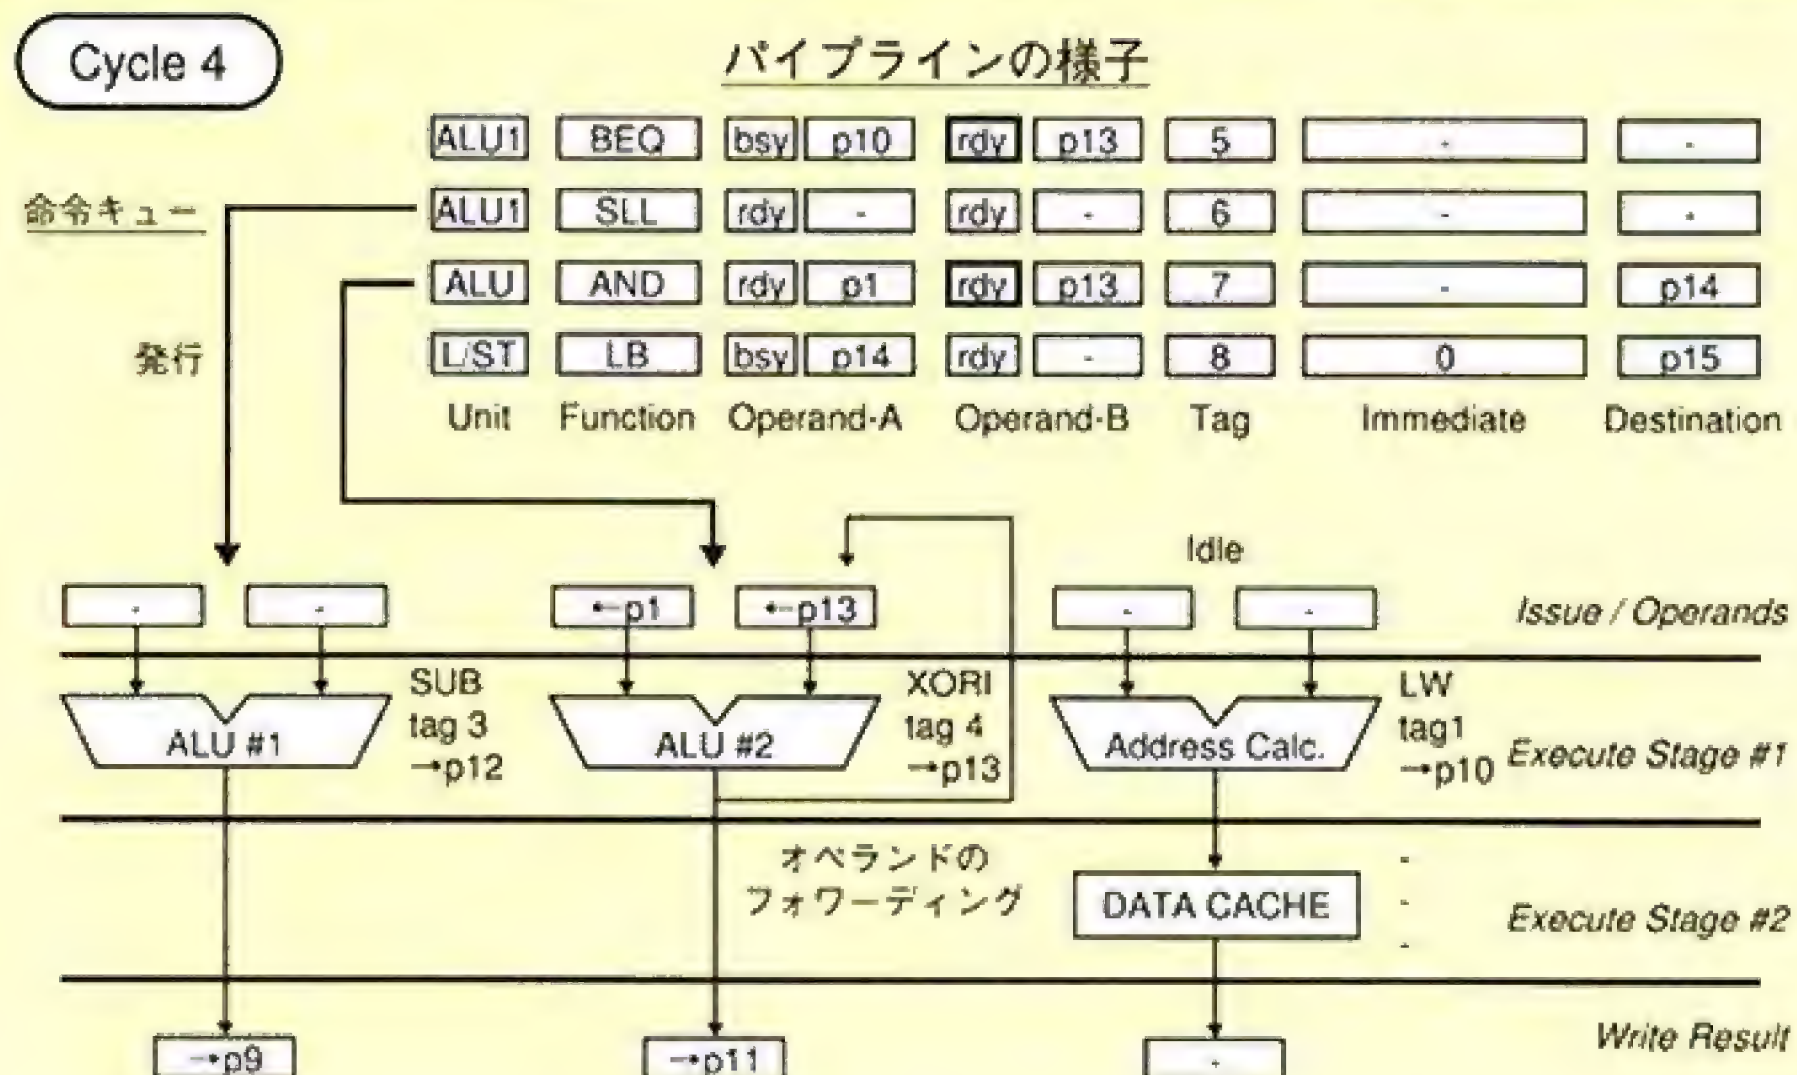 Cycle 4
パイプラインの様子
ALU1 BEQ bsy p10 rdy p13 5 - -
命令キュー ALU1 SLL rdy - rdy - 6 - -
ALU AND rdy p1 rdy p13 7 - p14
発行 L/ST LB bsy p14 rdy - 8 0 p15
Unit Function Operand-A Operand-B Tag Immediate Destination
Idle
- - ←p1 ←p13 - - Issue / Operands
SUB XORI LW
ALU #1 tag 3 ALU #2 tag 4 Address Calc. tag1
→p12 →p13 →p10 Execute Stage #1
オペランドの -
フォワーディング DATA CACHE - Execute Stage #2
-
Write Result
→p9 →p11 -